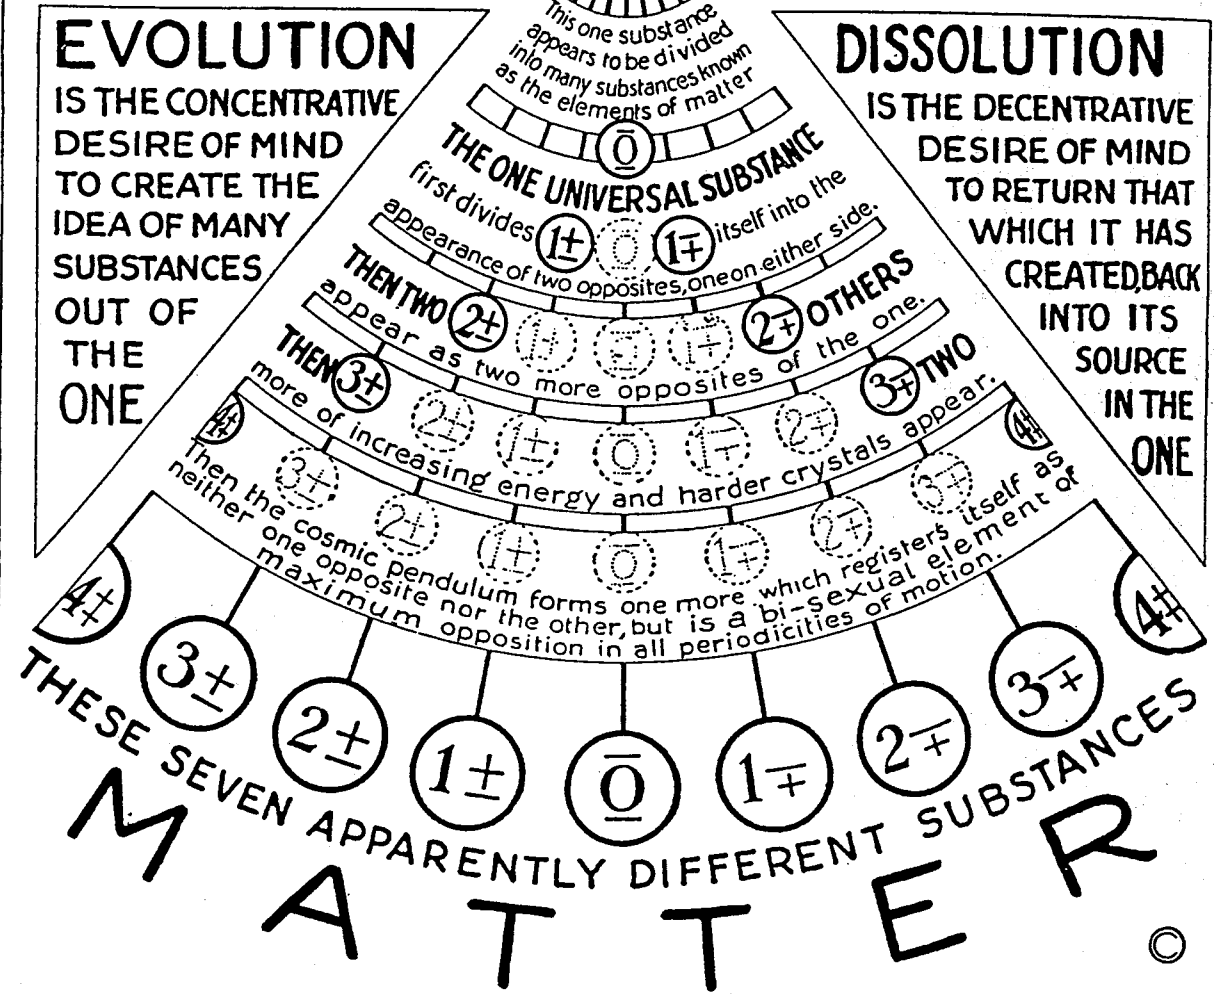 EVOLUTION
IS THE CONCENTRATIVE
DESIRE OF MIND
TO CREATE THE
IDEA OF MANY
SUBSTANCES
OUT OF
THE
ONE
This one substance
appears to be divided
into many substances known
as the elements of matter
0
THE ONE UNIVERSAL SUBSTANCE
first divides 1± 0 1∓ itself into the
appearance of two opposites, one on either side.
THEN TWO 2± 1± 0 1∓ 2∓ OTHERS
appear as two more opposites of the one.
THEN 3± 2± 1± 0 1∓ 2∓ 3∓ TWO
more of increasing energy and harder crystals appear.
4‡ 3± 2± 1± 0 1∓ 2∓ 3∓ 4‡
Then the cosmic pendulum forms one more which registers itself as
neither one opposite nor the other, but is a bi-sexual element of
maximum opposition in all periodicities of motion.
4‡ 3± 2± 1± 0 1∓ 2∓ 3∓ 4‡
THESE SEVEN APPARENTLY DIFFERENT SUBSTANCES
MATTER
DISSOLUTION
IS THE DECENTRATIVE
DESIRE OF MIND
TO RETURN THAT
WHICH IT HAS
CREATED, BACK
INTO ITS
SOURCE
IN THE
ONE
©